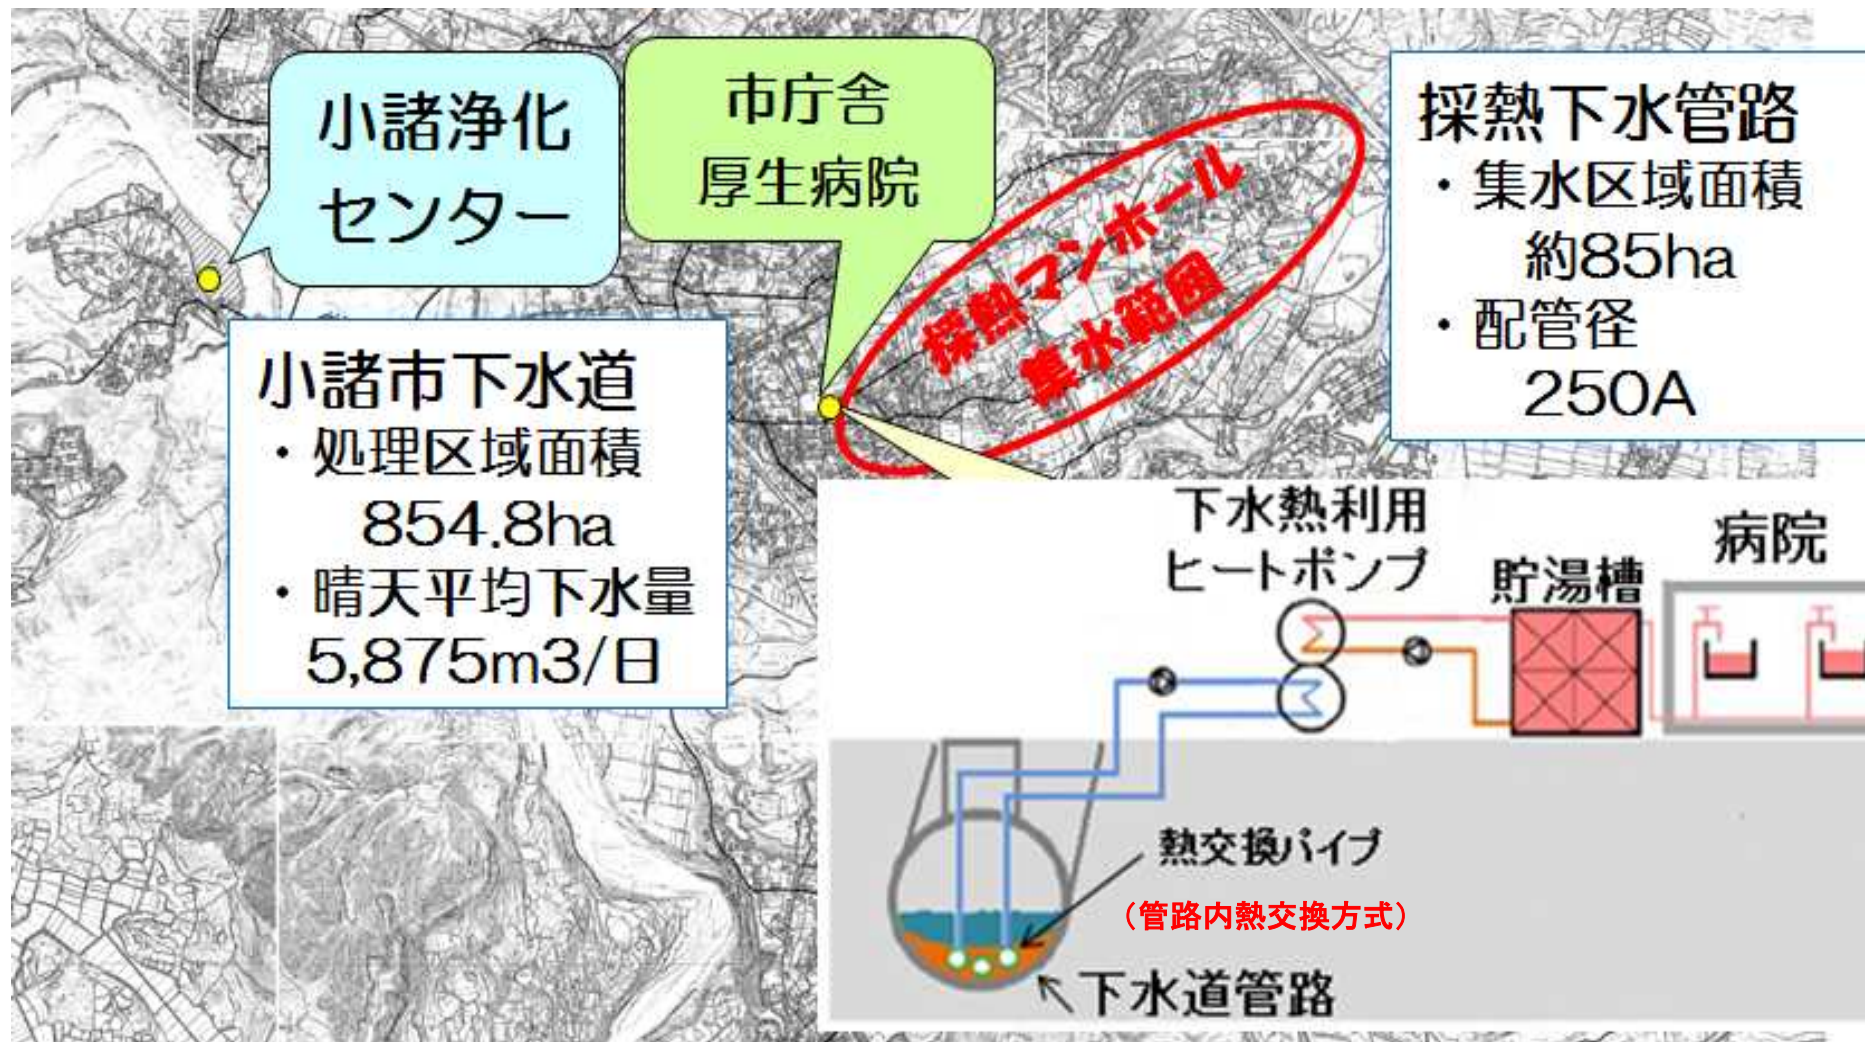 小諸浄化
センター
市庁舎
厚生病院
採熱マンホール
集水範囲
採熱下水管路
・集水区域面積
約85ha
・配管径
250A
小諸市下水道
・処理区域面積
854.8ha
・晴天平均下水量
5,875m3/日
下水熱利用
ヒートポンプ
貯湯槽
病院
熱交換パイプ
（管路内熱交換方式）
下水道管路